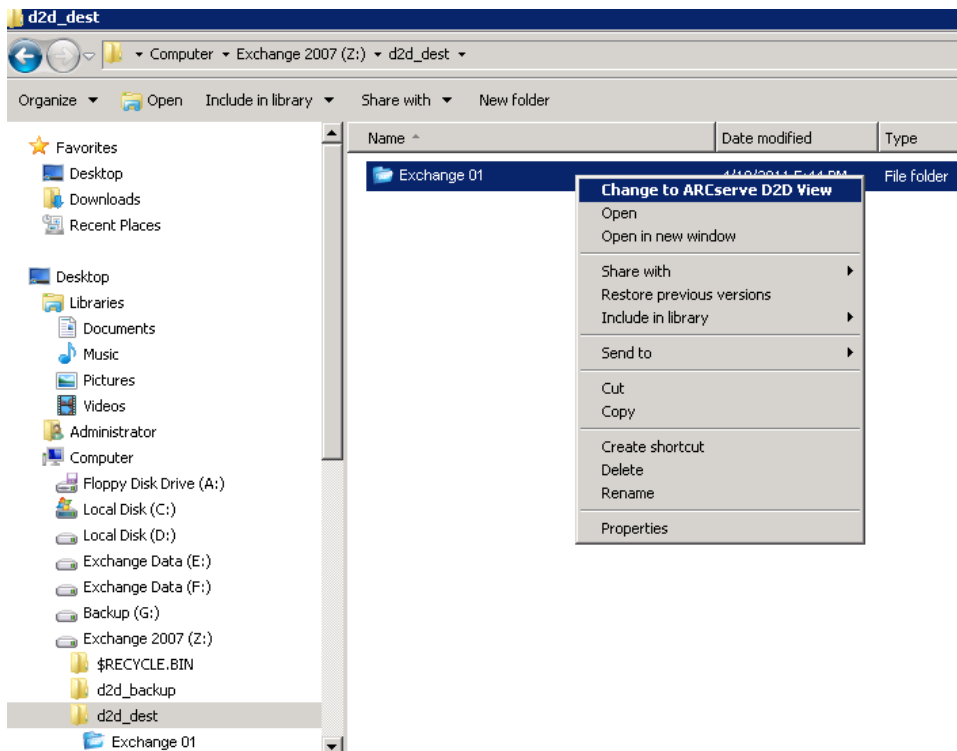 d2d_dest
Computer Exchange 2007 (Z:) d2d_dest
Organize Open Include in library Share with New folder
Favorites
Desktop
Downloads
Recent Places
Desktop
Libraries
Documents
Music
Pictures
Videos
Administrator
Computer
Floppy Disk Drive (A:)
Local Disk (C:)
Local Disk (D:)
Exchange Data (E:)
Exchange Data (F:)
Backup (G:)
Exchange 2007 (Z:)
$RECYCLE.BIN
d2d_backup
d2d_dest
Exchange 01
Name Date modified Type
Exchange 01 File folder
Change to ARCserve D2D View
Open
Open in new window
Share with
Restore previous versions
Include in library
Send to
Cut
Copy
Create shortcut
Delete
Rename
Properties